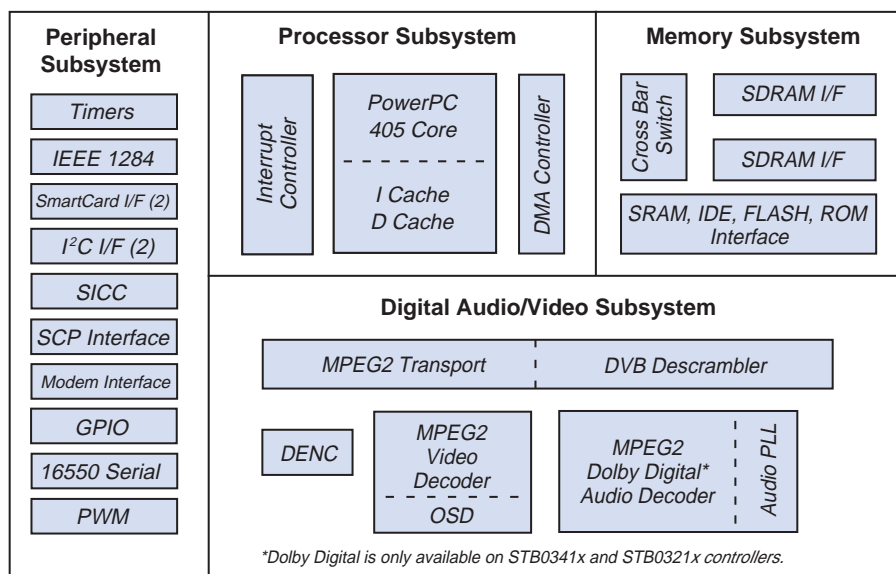 Peripheral
Subsystem
Timers
IEEE 1284
SmartCard I/F (2)
I²C I/F (2)
SICC
SCP Interface
Modem Interface
GPIO
16550 Serial
PWM
Processor Subsystem
Interrupt
Controller
PowerPC
405 Core
I Cache
D Cache
DMA Controller
Memory Subsystem
Cross Bar
Switch
SDRAM I/F
SDRAM I/F
SRAM, IDE, FLASH, ROM
Interface
Digital Audio/Video Subsystem
MPEG2 Transport
DVB Descrambler
DENC
MPEG2
Video
Decoder
OSD
MPEG2
Dolby Digital*
Audio Decoder
Audio PLL
*Dolby Digital is only available on STB0341x and STB0321x controllers.